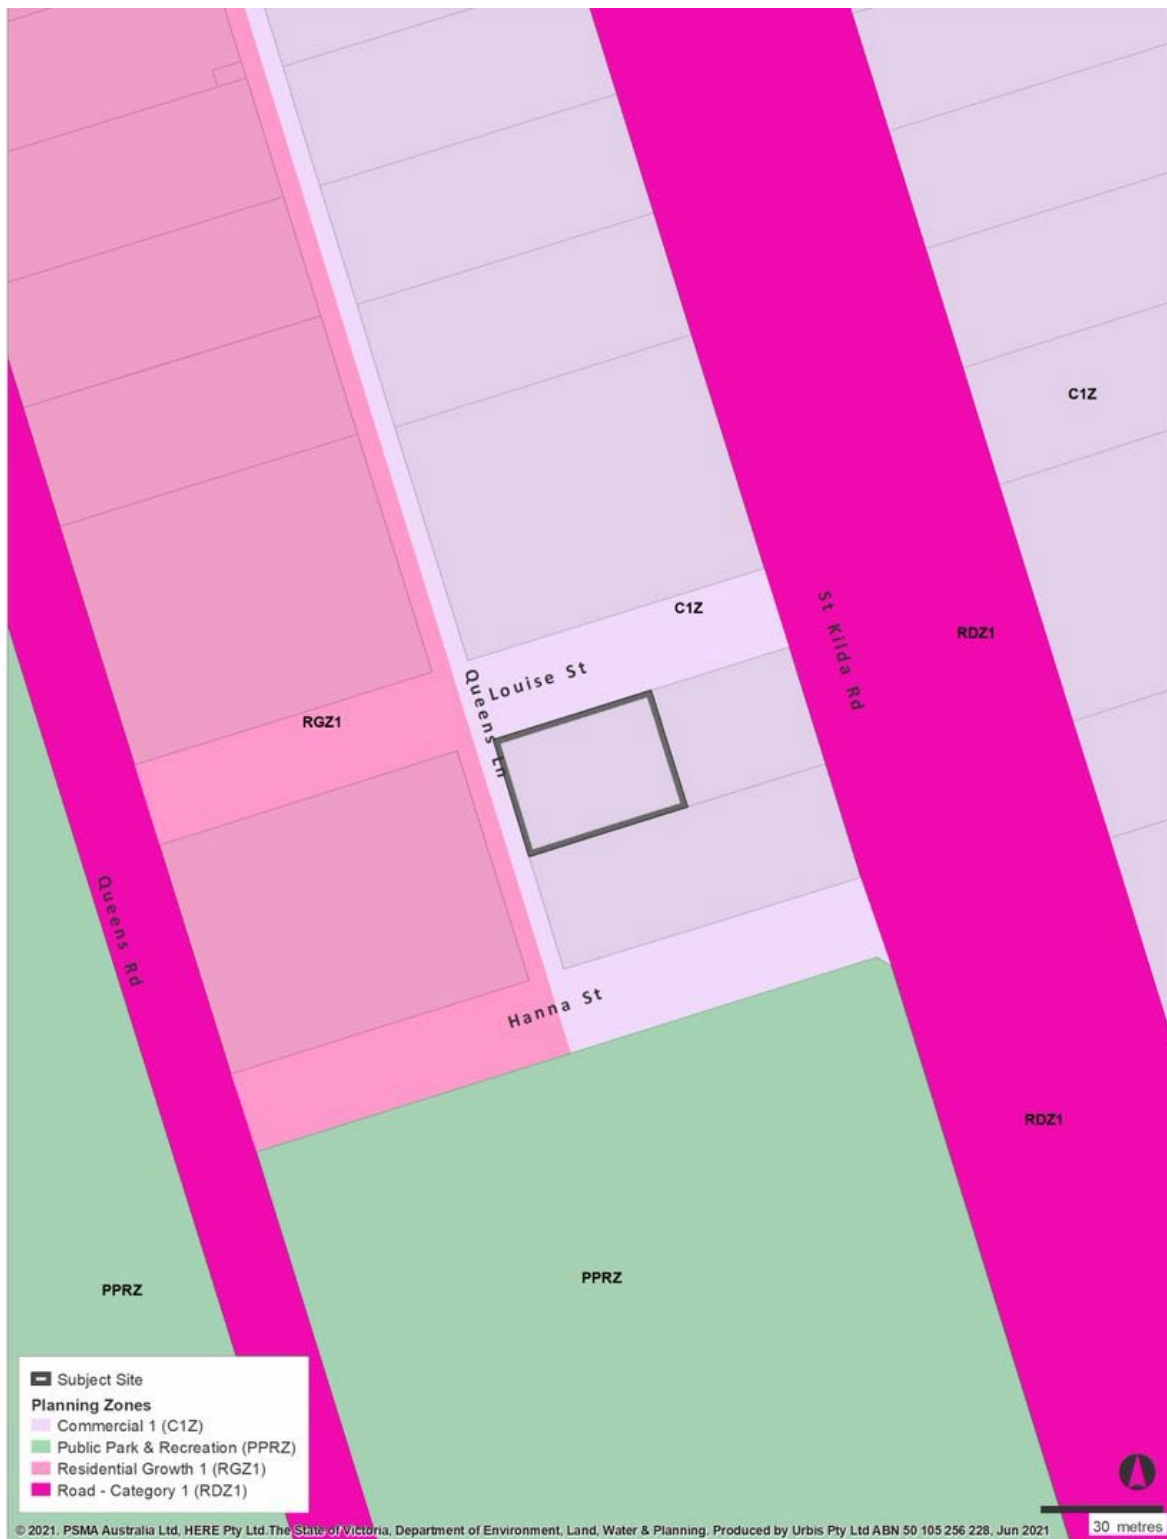 C1Z
C1Z
St Kilda Rd
RDZ1
Louise St
Queens Ln
RGZ1
Queens Rd
Hanna St
RDZ1
PPRZ
PPRZ
Subject Site
Planning Zones
Commercial 1 (C1Z)
Public Park & Recreation (PPRZ)
Residential Growth 1 (RGZ1)
Road - Category 1 (RDZ1)
30 metres
© 2021. PSMA Australia Ltd, HERE Pty Ltd.The State of Victoria, Department of Environment, Land, Water & Planning. Produced by Urbis Pty Ltd ABN 50 105 256 228, Jun 2021